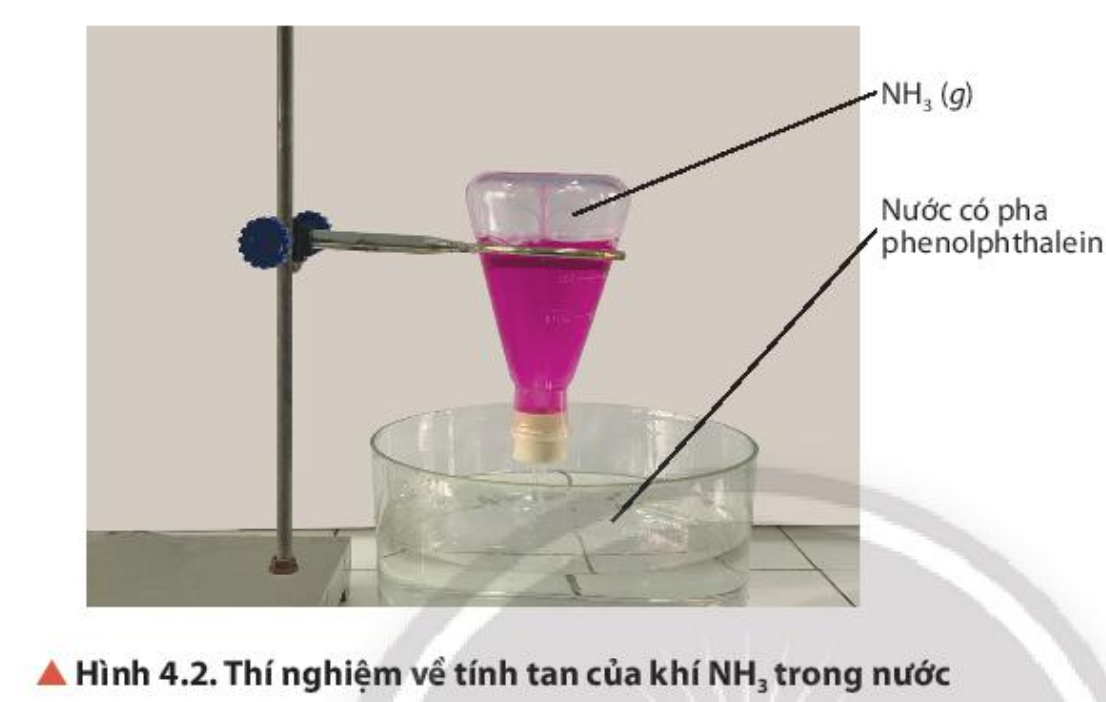 NH₃ (g)
Nước có pha
phenolphthalein
▲ Hình 4.2. Thí nghiệm về tính tan của khí NH₃ trong nước